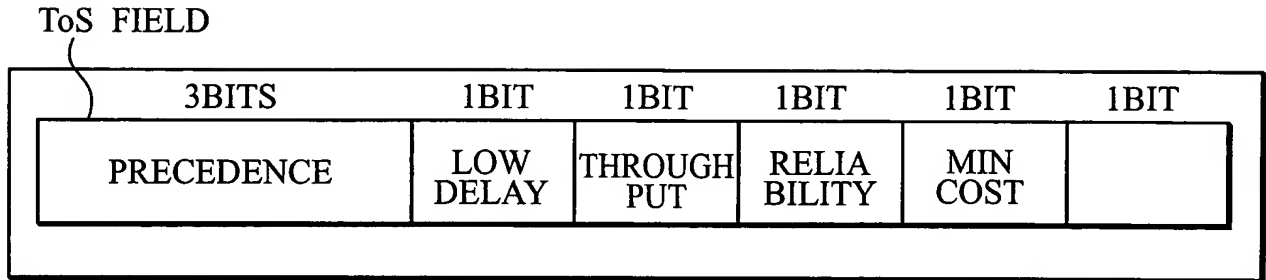 ToS FIELD
3BITS 1BIT 1BIT 1BIT 1BIT 1BIT
PRECEDENCE LOW DELAY THROUGH PUT RELIA BILITY MIN COST